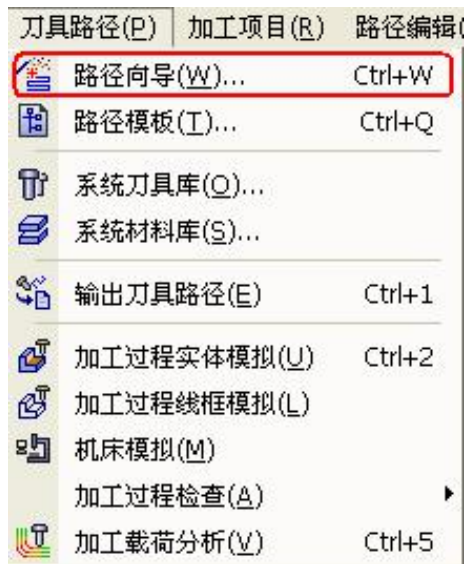 刀具路径(P) 加工项目(R) 路径编辑(
路径向导(W)... Ctrl+W
路径模板(T)... Ctrl+Q
系统刀具库(O)...
系统材料库(S)...
输出刀具路径(E) Ctrl+1
加工过程实体模拟(U) Ctrl+2
加工过程线框模拟(L)
机床模拟(M)
加工过程检查(A)
加工载荷分析(V) Ctrl+5